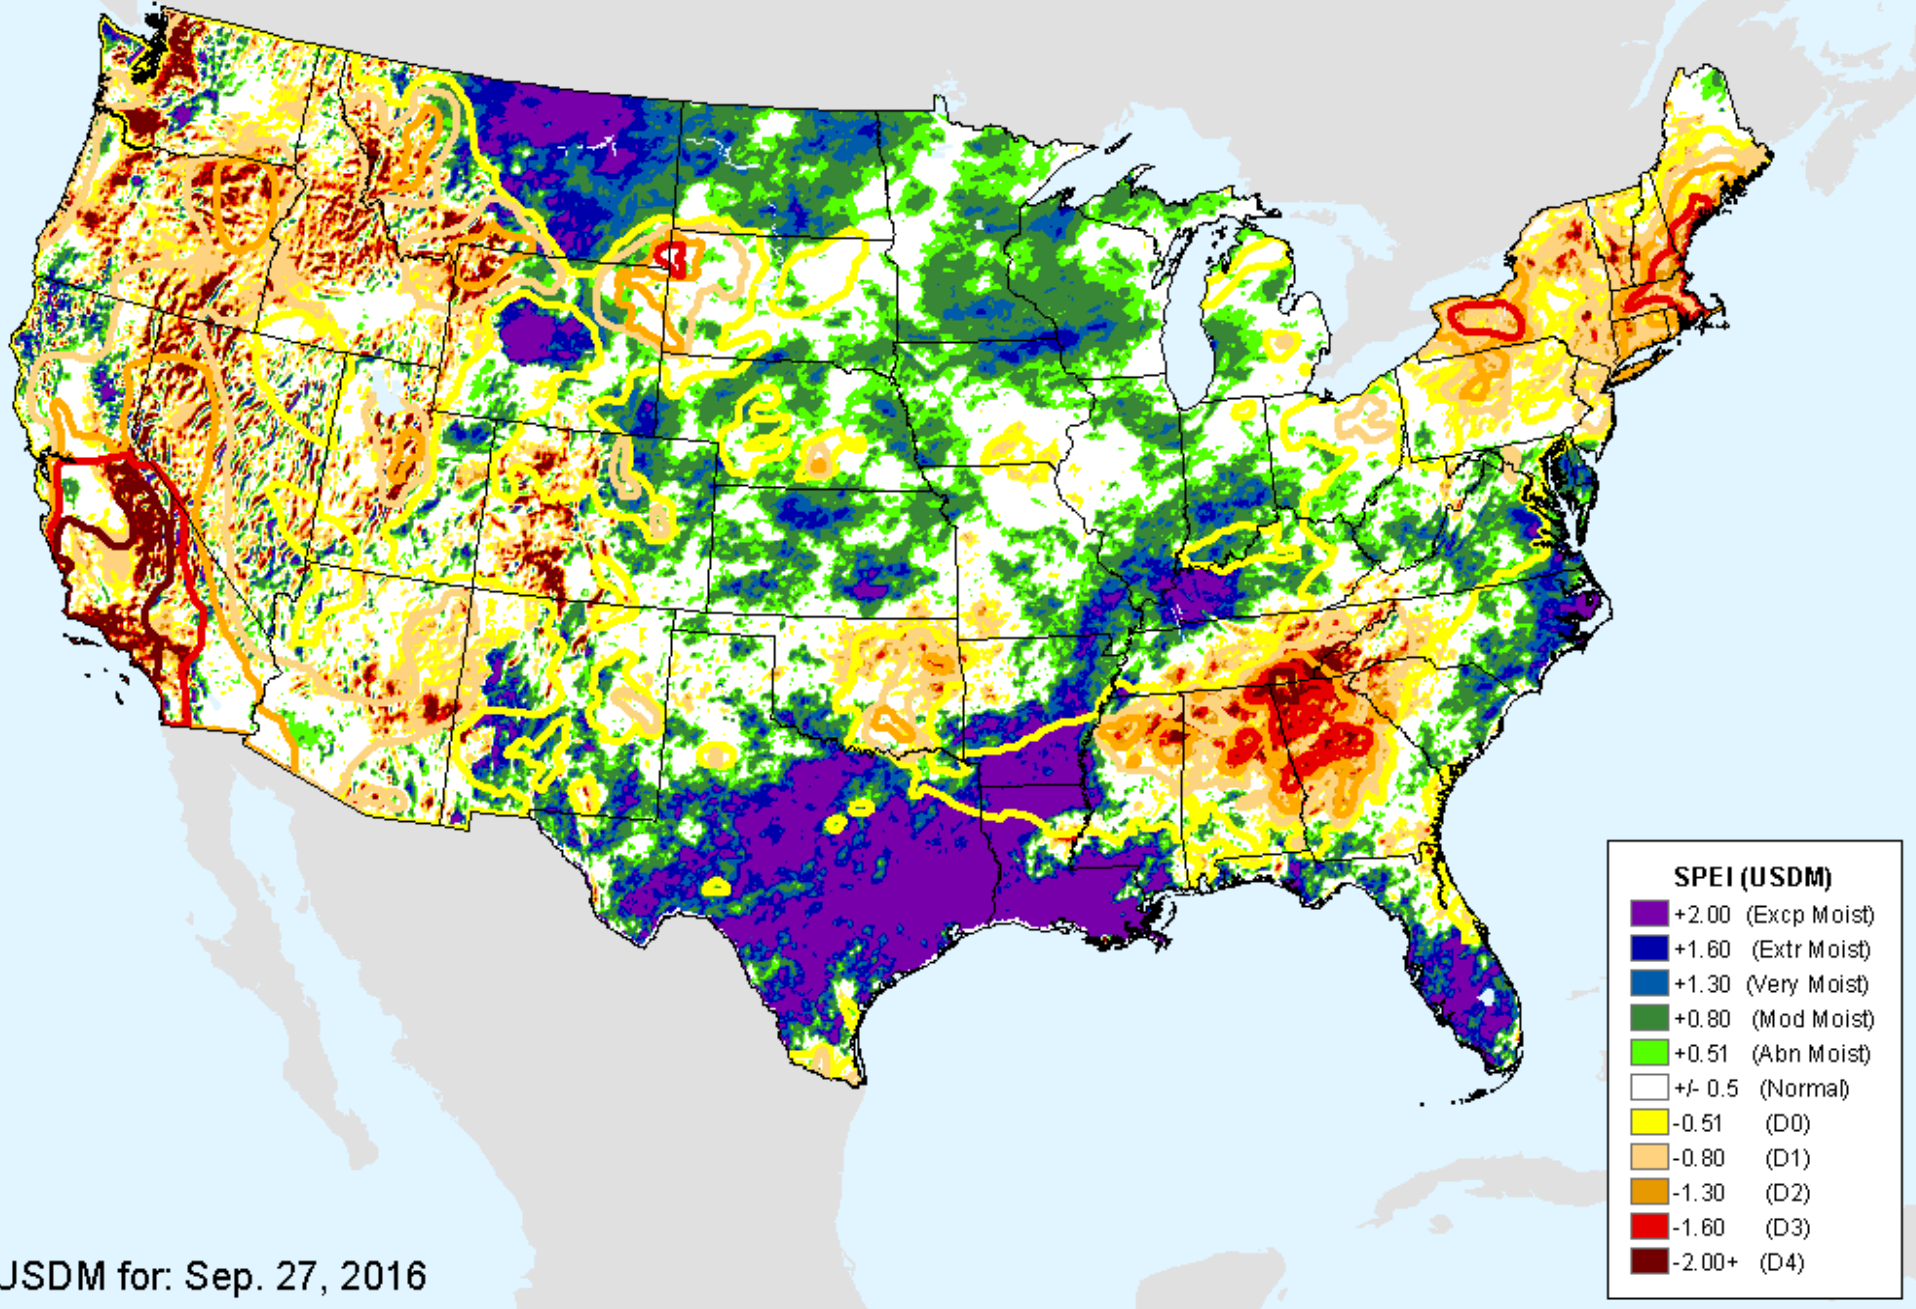 SPEI (USDM)
+2.00 (Excp Moist)
+1.60 (Extr Moist)
+1.30 (Very Moist)
+0.80 (Mod Moist)
+0.51 (Abn Moist)
+/- 0.5 (Normal)
-0.51 (D0)
-0.80 (D1)
-1.30 (D2)
-1.60 (D3)
-2.00+ (D4)
USDM for: Sep. 27, 2016